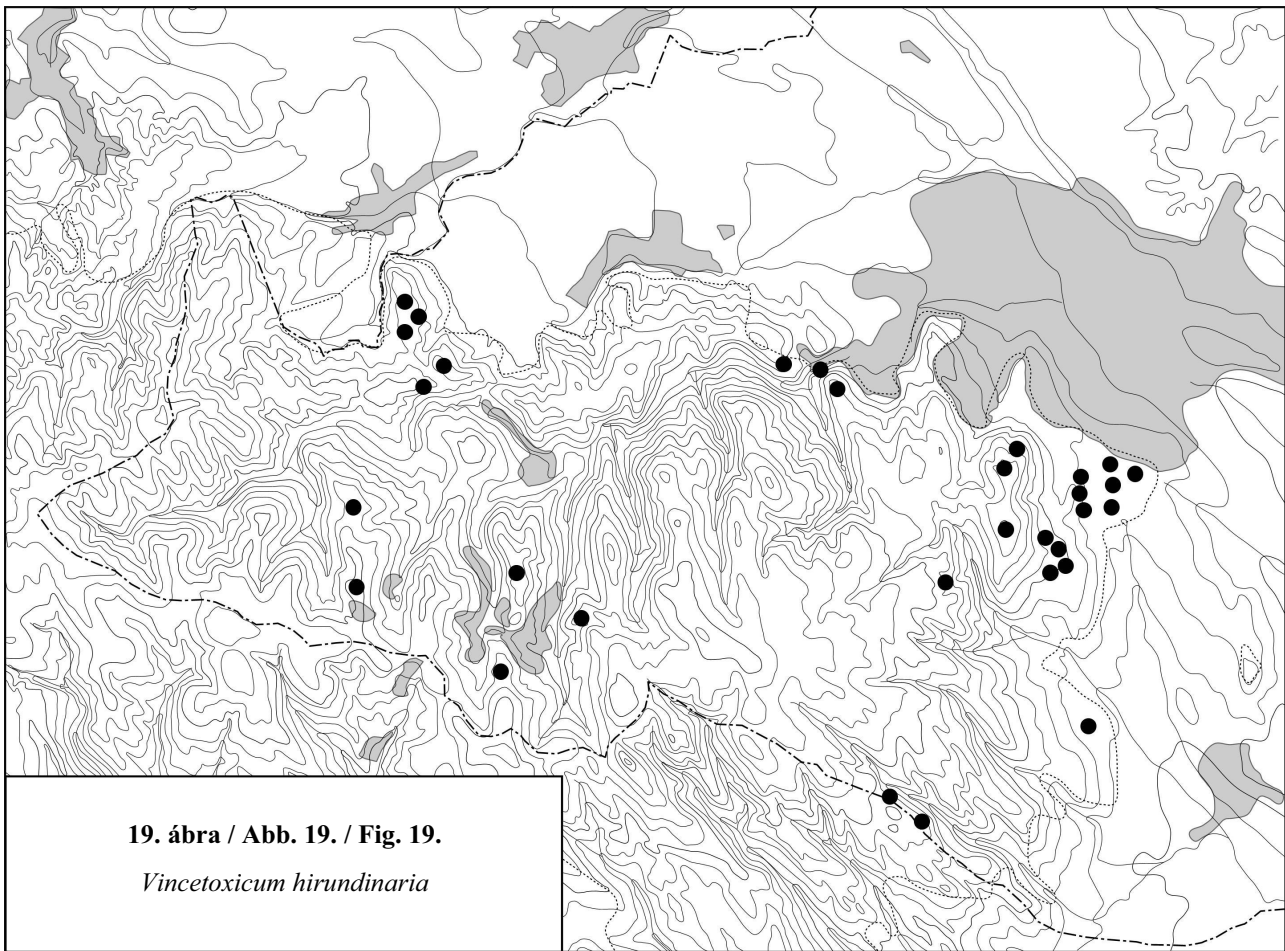 19. ábra / Abb. 19. / Fig. 19.
Vincetoxicum hirundinaria